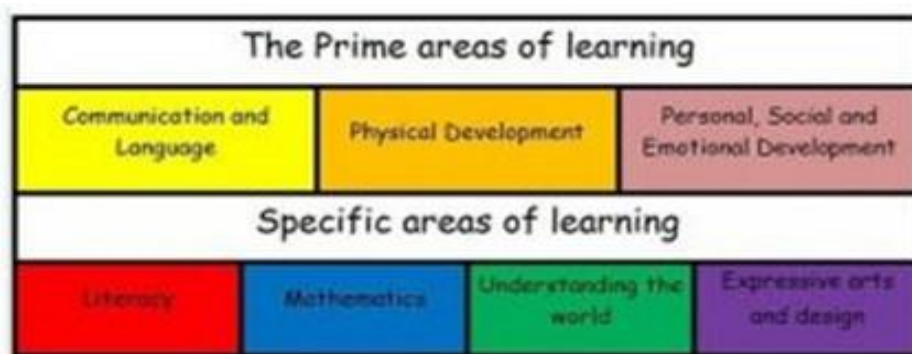 The Prime areas of learning
Communication and
Language
Physical Development
Personal, Social and
Emotional Development
Specific areas of learning
Literacy
Mathematics
Understanding the
world
Expressive arts
and design